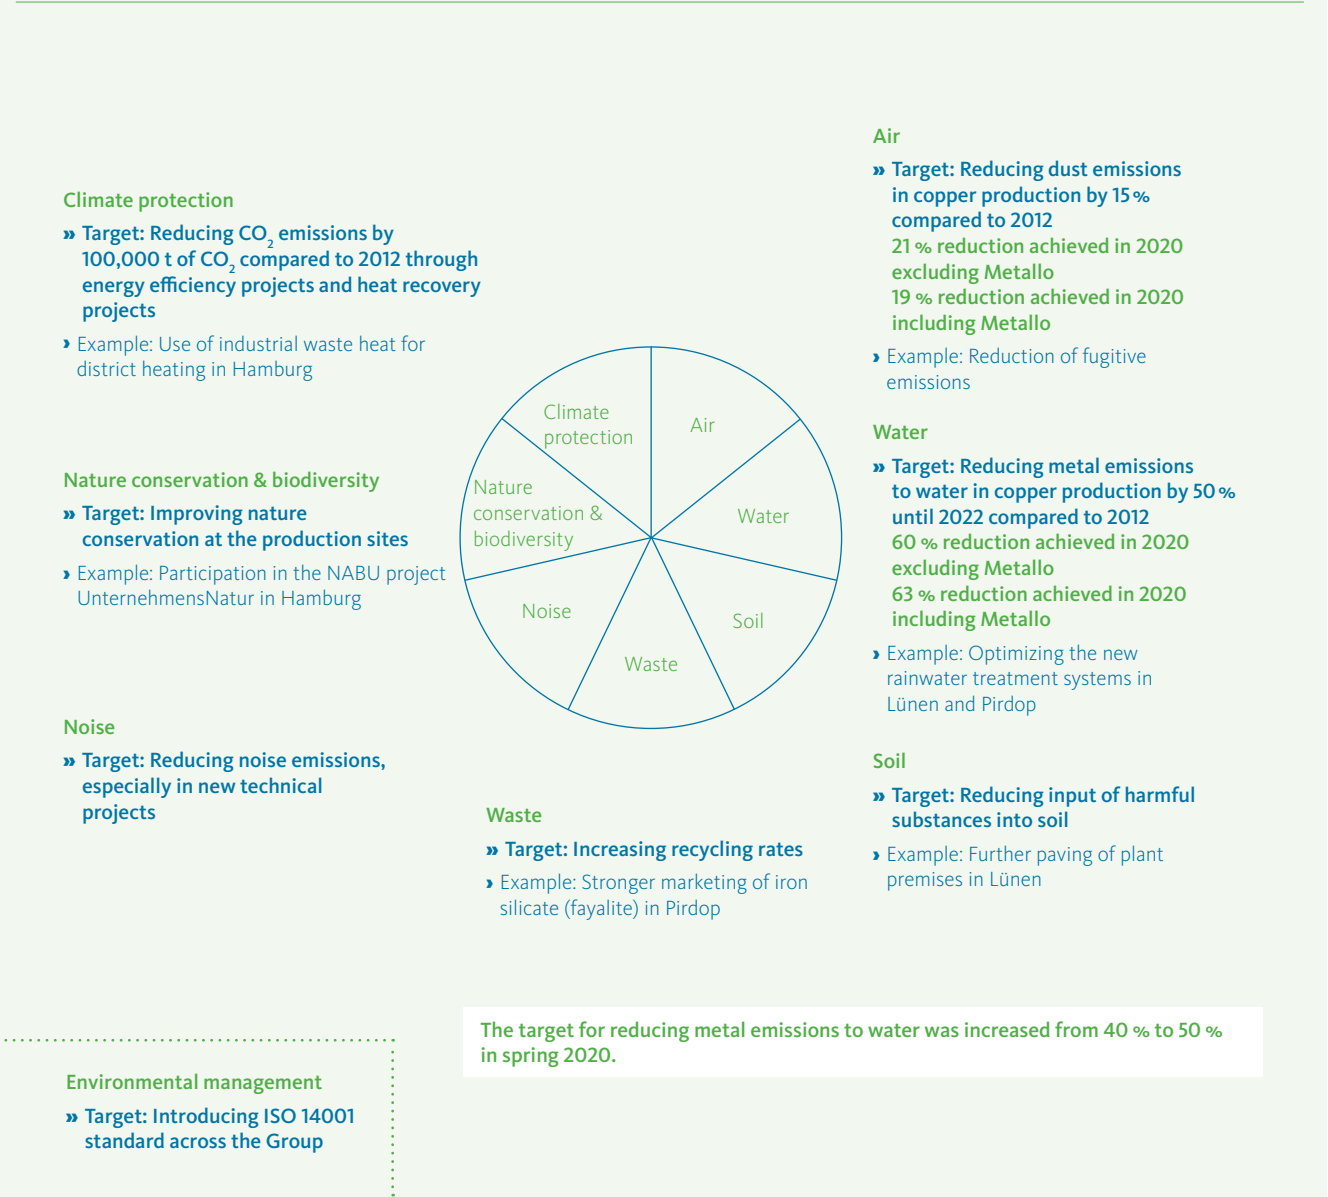 Climate protection
» Target: Reducing CO2 emissions by
100,000 t of CO2 compared to 2012 through
energy efficiency projects and heat recovery
projects
› Example: Use of industrial waste heat for
district heating in Hamburg
Nature conservation & biodiversity
» Target: Improving nature
conservation at the production sites
› Example: Participation in the NABU project
UnternehmensNatur in Hamburg
Noise
» Target: Reducing noise emissions,
especially in new technical
projects
Climate
protection
Air
Nature
conservation &
biodiversity
Water
Noise
Soil
Waste
Air
» Target: Reducing dust emissions
in copper production by 15 %
compared to 2012
21 % reduction achieved in 2020
excluding Metallo
19 % reduction achieved in 2020
including Metallo
› Example: Reduction of fugitive
emissions
Water
» Target: Reducing metal emissions
to water in copper production by 50 %
until 2022 compared to 2012
60 % reduction achieved in 2020
excluding Metallo
63 % reduction achieved in 2020
including Metallo
› Example: Optimizing the new
rainwater treatment systems in
Lünen and Pirdop
Soil
» Target: Reducing input of harmful
substances into soil
› Example: Further paving of plant
premises in Lünen
Waste
» Target: Increasing recycling rates
› Example: Stronger marketing of iron
silicate (fayalite) in Pirdop
The target for reducing metal emissions to water was increased from 40 % to 50 %
in spring 2020.
Environmental management
» Target: Introducing ISO 14001
standard across the Group